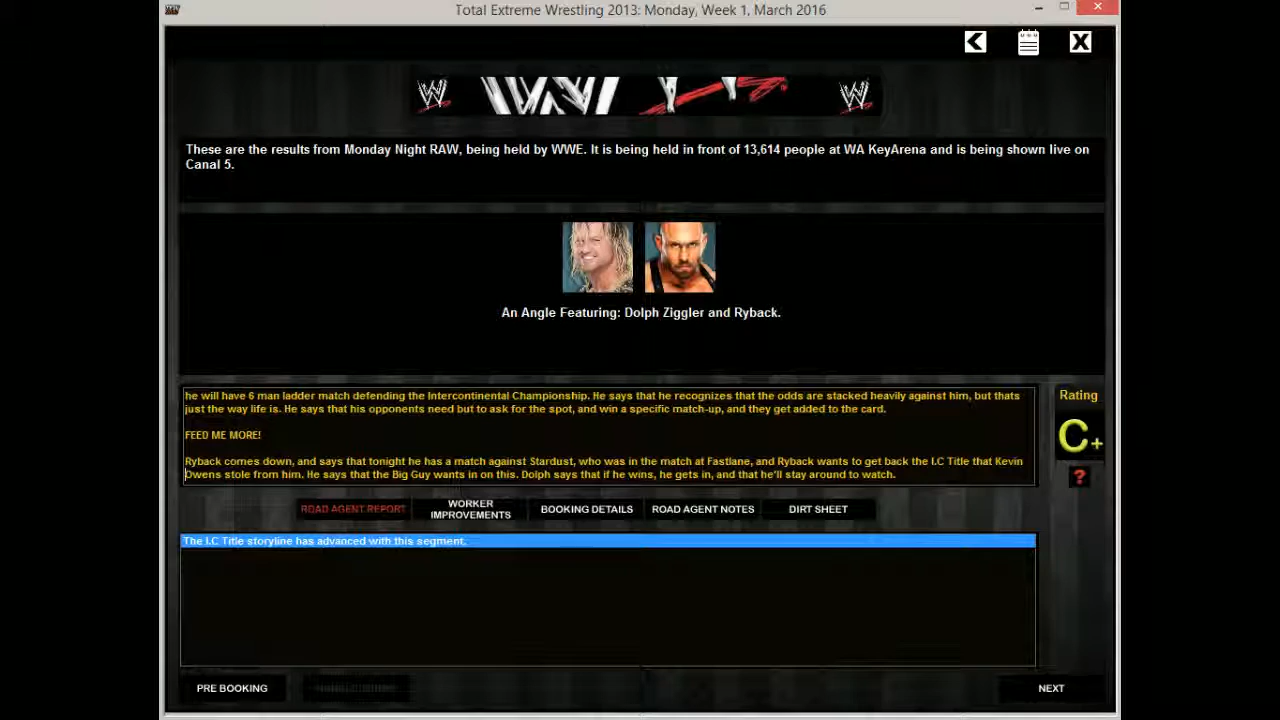 Total Extreme Wrestling 2013: Monday, Week 1, March 2016
These are the results from Monday Night RAW, being held by WWE. It is being held in front of 13,614 people at WA KeyArena and is being shown live on
Canal 5.
An Angle Featuring: Dolph Ziggler and Ryback.
he will have 6 man ladder match defending the Intercontinental Championship. He says that he recognizes that the odds are stacked heavily against him, but thats
just the way life is. He says that his opponents need but to ask for the spot, and win a specific match-up, and they get added to the card.
FEED ME MORE!
Ryback comes down, and says that tonight he has a match against Stardust, who was in the match at Fastlane, and Ryback wants to get back the I.C Title that Kevin
Owens stole from him. He says that the Big Guy wants in on this. Dolph says that if he wins, he gets in, and that he'll stay around to watch.
Rating
C+
?
ROAD AGENT REPORT
WORKER
IMPROVEMENTS
BOOKING DETAILS
ROAD AGENT NOTES
DIRT SHEET
The I.C Title storyline has advanced with this segment.
PRE BOOKING
NEXT